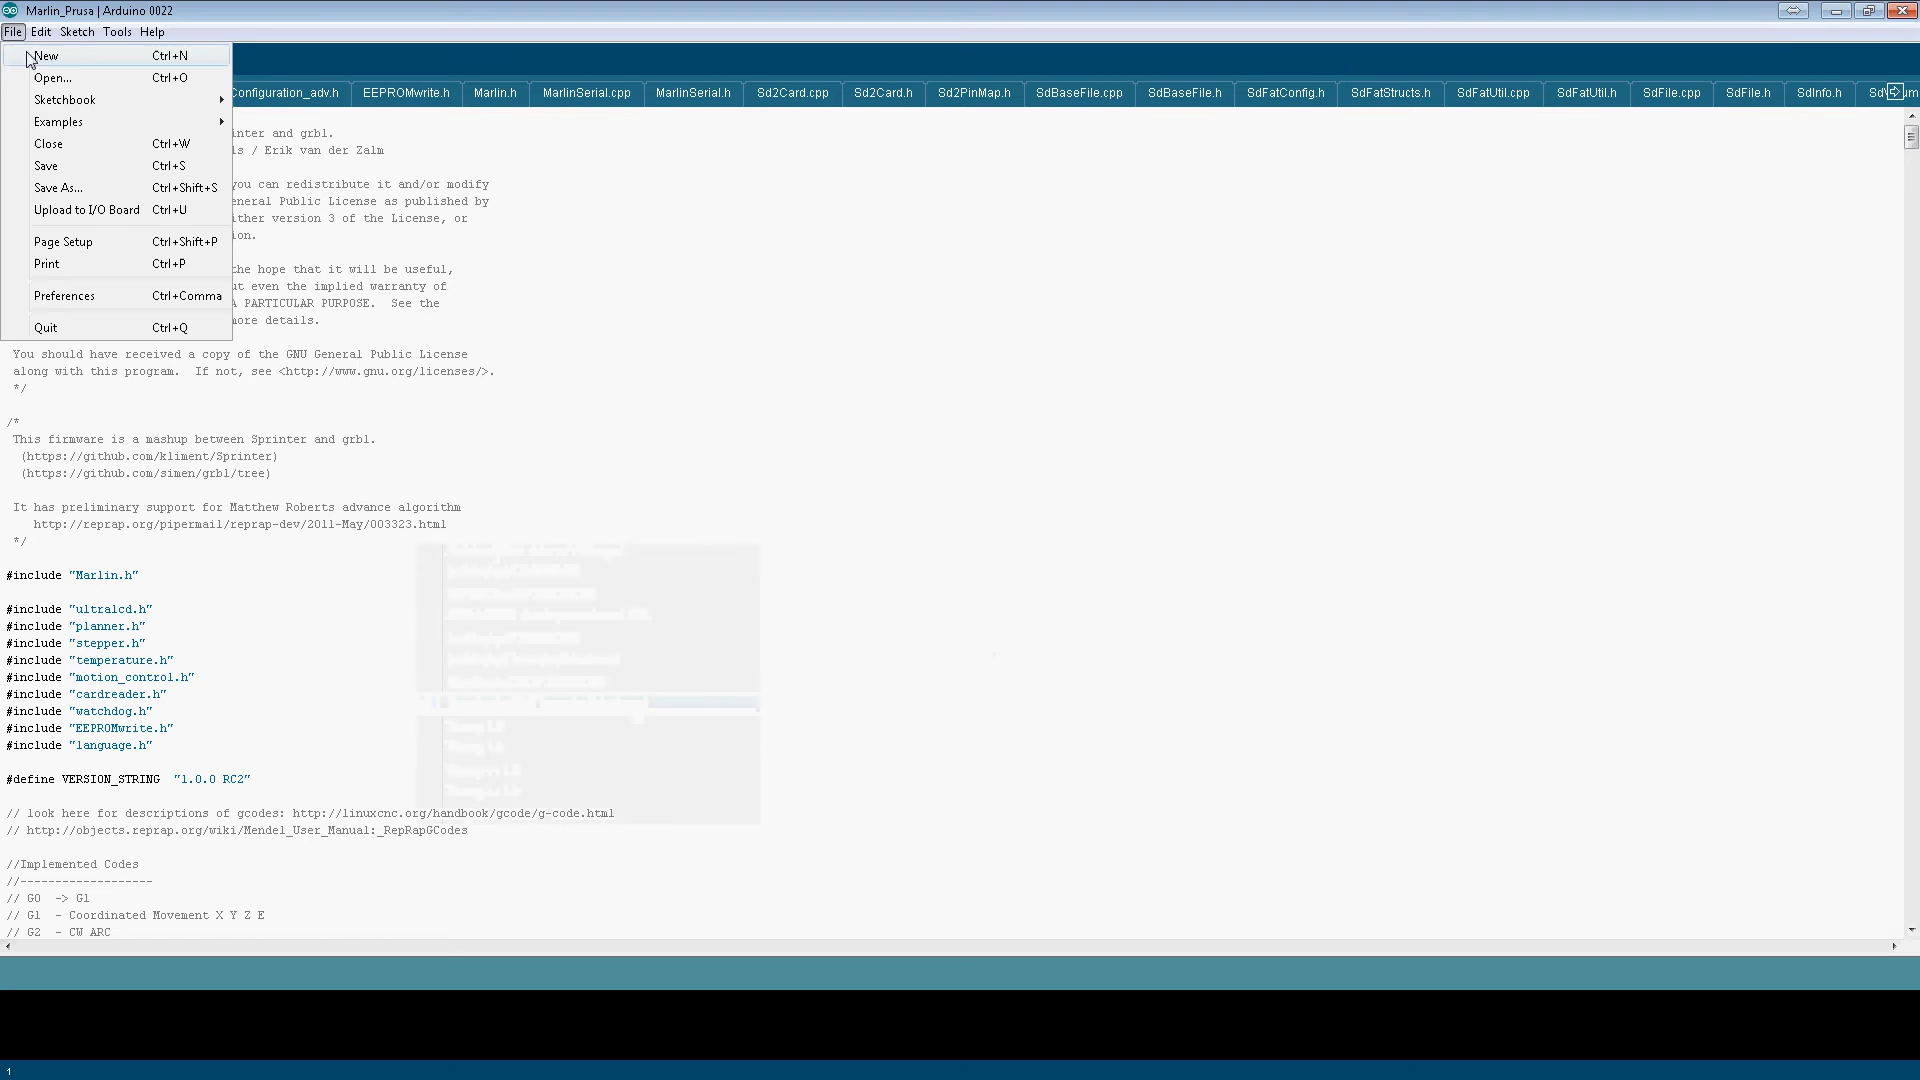 Marlin_Prusa | Arduino 0022
File Edit Sketch Tools Help
New Ctrl+N
Open... Ctrl+O
Sketchbook
Examples
Close Ctrl+W
Save Ctrl+S
Save As... Ctrl+Shift+S
Upload to I/O Board Ctrl+U
Page Setup Ctrl+Shift+P
Print Ctrl+P
Preferences Ctrl+Comma
Quit Ctrl+Q
onfiguration_adv.h EEPROMwrite.h Marlin.h MarlinSerial.cpp MarlinSerial.h Sd2Card.cpp Sd2Card.h Sd2PinMap.h SdBaseFile.cpp SdBaseFile.h SdFatConfig.h SdFatStructs.h SdFatUtil.cpp SdFatUtil.h SdFile.cpp SdFile.h SdInfo.h
inter and grbl.
ls / Erik van der Zalm
you can redistribute it and/or modify
eneral Public License as published by
ither version 3 of the License, or
ion.
the hope that it will be useful,
ut even the implied warranty of
A PARTICULAR PURPOSE.  See the
more details.
You should have received a copy of the GNU General Public License
along with this program.  If not, see <http://www.gnu.org/licenses/>.
*/
/*
This firmware is a mashup between Sprinter and grbl.
(https://github.com/kliment/Sprinter)
(https://github.com/simen/grbl/tree)
It has preliminary support for Matthew Roberts advance algorithm
http://reprap.org/pipermail/reprap-dev/2011-May/003323.html
*/
#include "Marlin.h"
#include "ultralcd.h"
#include "planner.h"
#include "stepper.h"
#include "temperature.h"
#include "motion_control.h"
#include "cardreader.h"
#include "watchdog.h"
#include "EEPROMwrite.h"
#include "language.h"
#define VERSION_STRING  "1.0.0 RC2"
// look here for descriptions of gcodes: http://linuxcnc.org/handbook/gcode/g-code.html
// http://objects.reprap.org/wiki/Mendel_User_Manual:_RepRapGCodes
//Implemented Codes
//-------------------
// G0  -> G1
// G1  - Coordinated Movement X Y Z E
// G2  - CW ARC
1